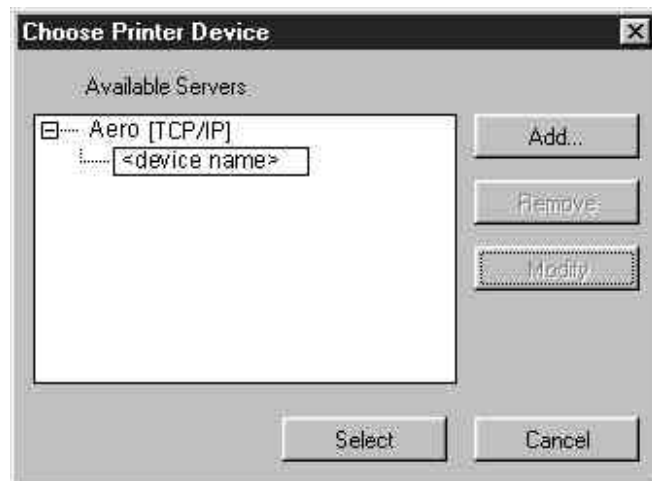 Choose Printer Device
Available Servers
Aero [TCP/IP]
<device name>
Add...
Remove
Modify
Select
Cancel